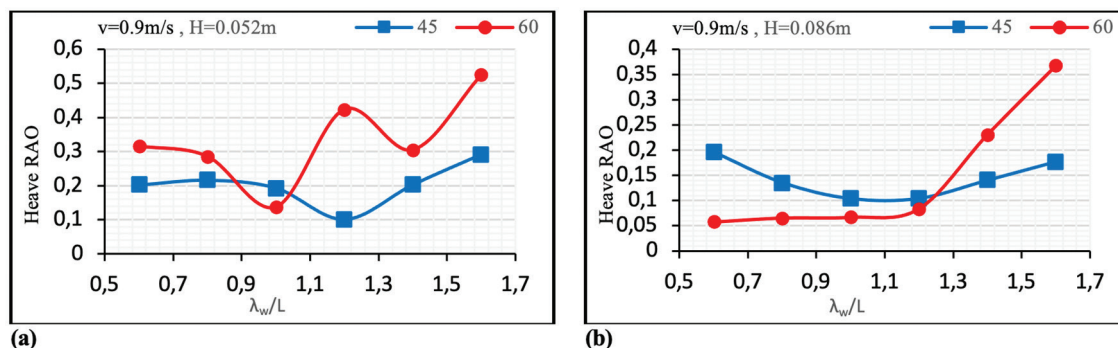 v=0.9m/s , H=0.052m 45 60
0,6
0,5
0,4
0,3
0,2
0,1
0
Heave RAO
0,5 0,7 0,9 1,1 1,3 1,5 1,7
λw/L
(a)
v=0.9m/s , H=0.086m 45 60
0,4
0,35
0,3
0,25
0,2
0,15
0,1
0,05
0
Heave RAO
0,5 0,7 0,9 1,1 1,3 1,5 1,7
λw/L
(b)